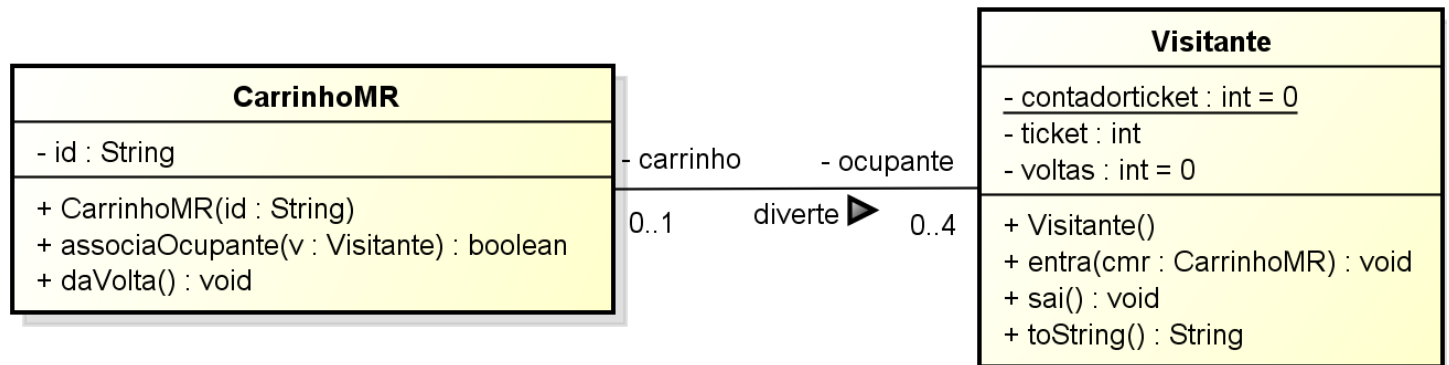 CarrinhoMR
- id : String
+ CarrinhoMR(id : String)
+ associaOcupante(v : Visitante) : boolean
+ daVolta() : void
- carrinho
- ocupante
0..1
diverte
0..4
Visitante
- contadorticket : int = 0
- ticket : int
- voltas : int = 0
+ Visitante()
+ entra(cmr : CarrinhoMR) : void
+ sai() : void
+ toString() : String